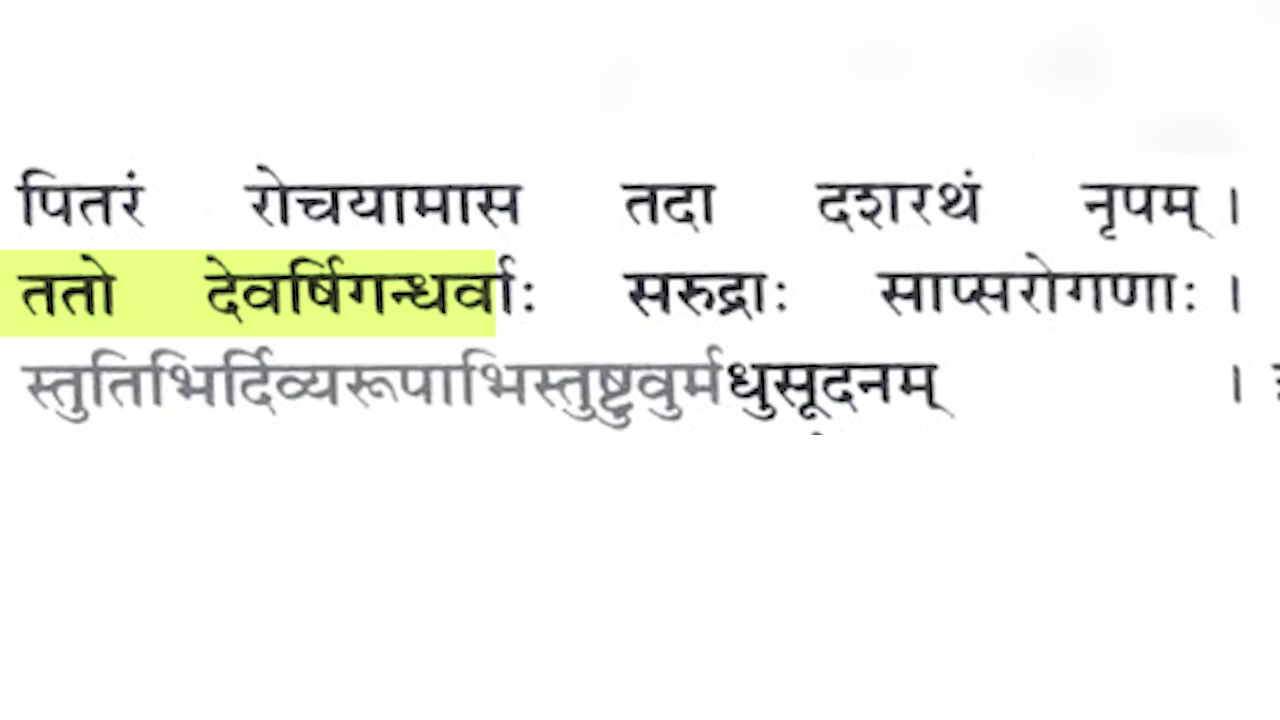 पितरं रोचयामास तदा दशरथं नृपम् ।
ततो देवर्षिगन्धर्वाः सरुद्राः साप्सरोगणाः ।
स्तुतिभिर्दिव्यरूपाभिस्तुष्टुवुर्मधुसूदनम् ।